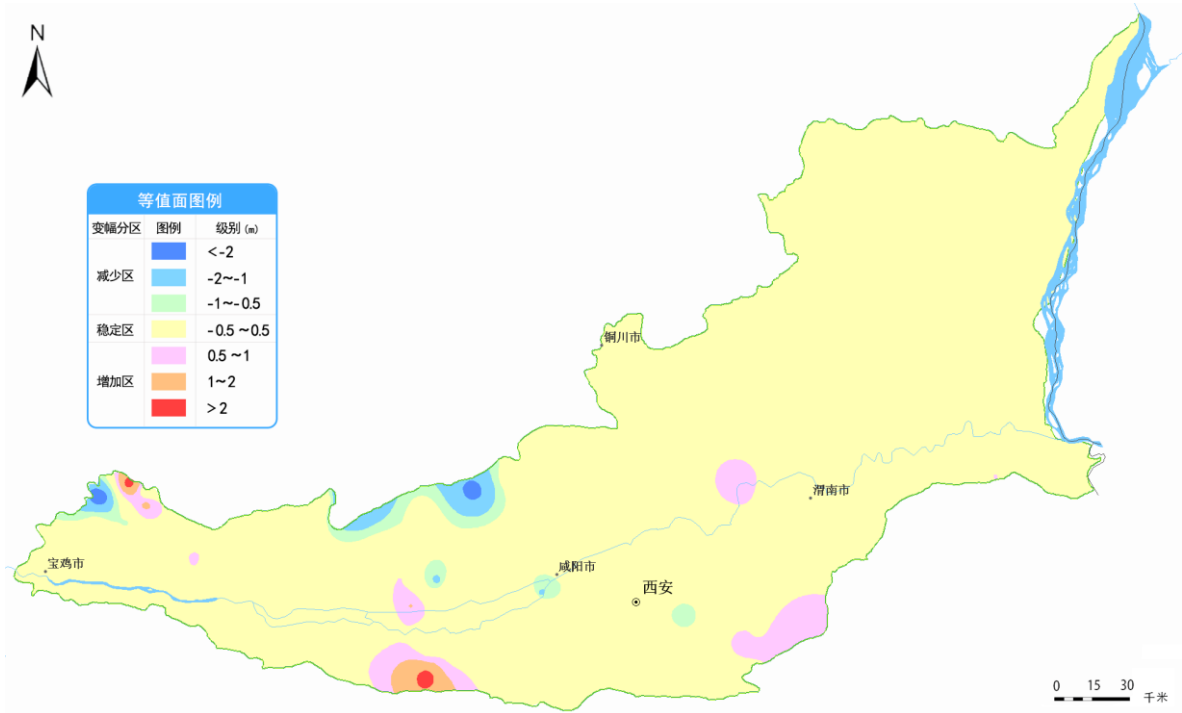 N
等值面图例
变幅分区 图例 级别 (m)
<-2
减少区 -2~-1
-1~-0.5
稳定区 -0.5~0.5
0.5~1
增加区 1~2
>2
铜川市
渭南市
宝鸡市
咸阳市
西安
0 15 30
千米